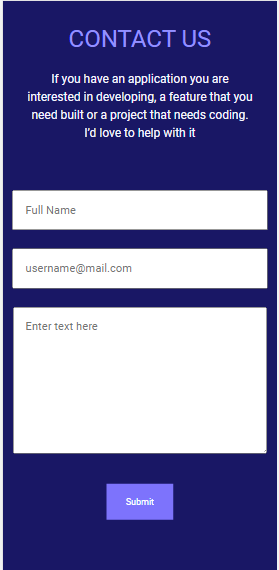 CONTACT US
If you have an application you are
interested in developing, a feature that you
need built or a project that needs coding.
I'd love to help with it
Full Name
username@mail.com
Enter text here
Submit